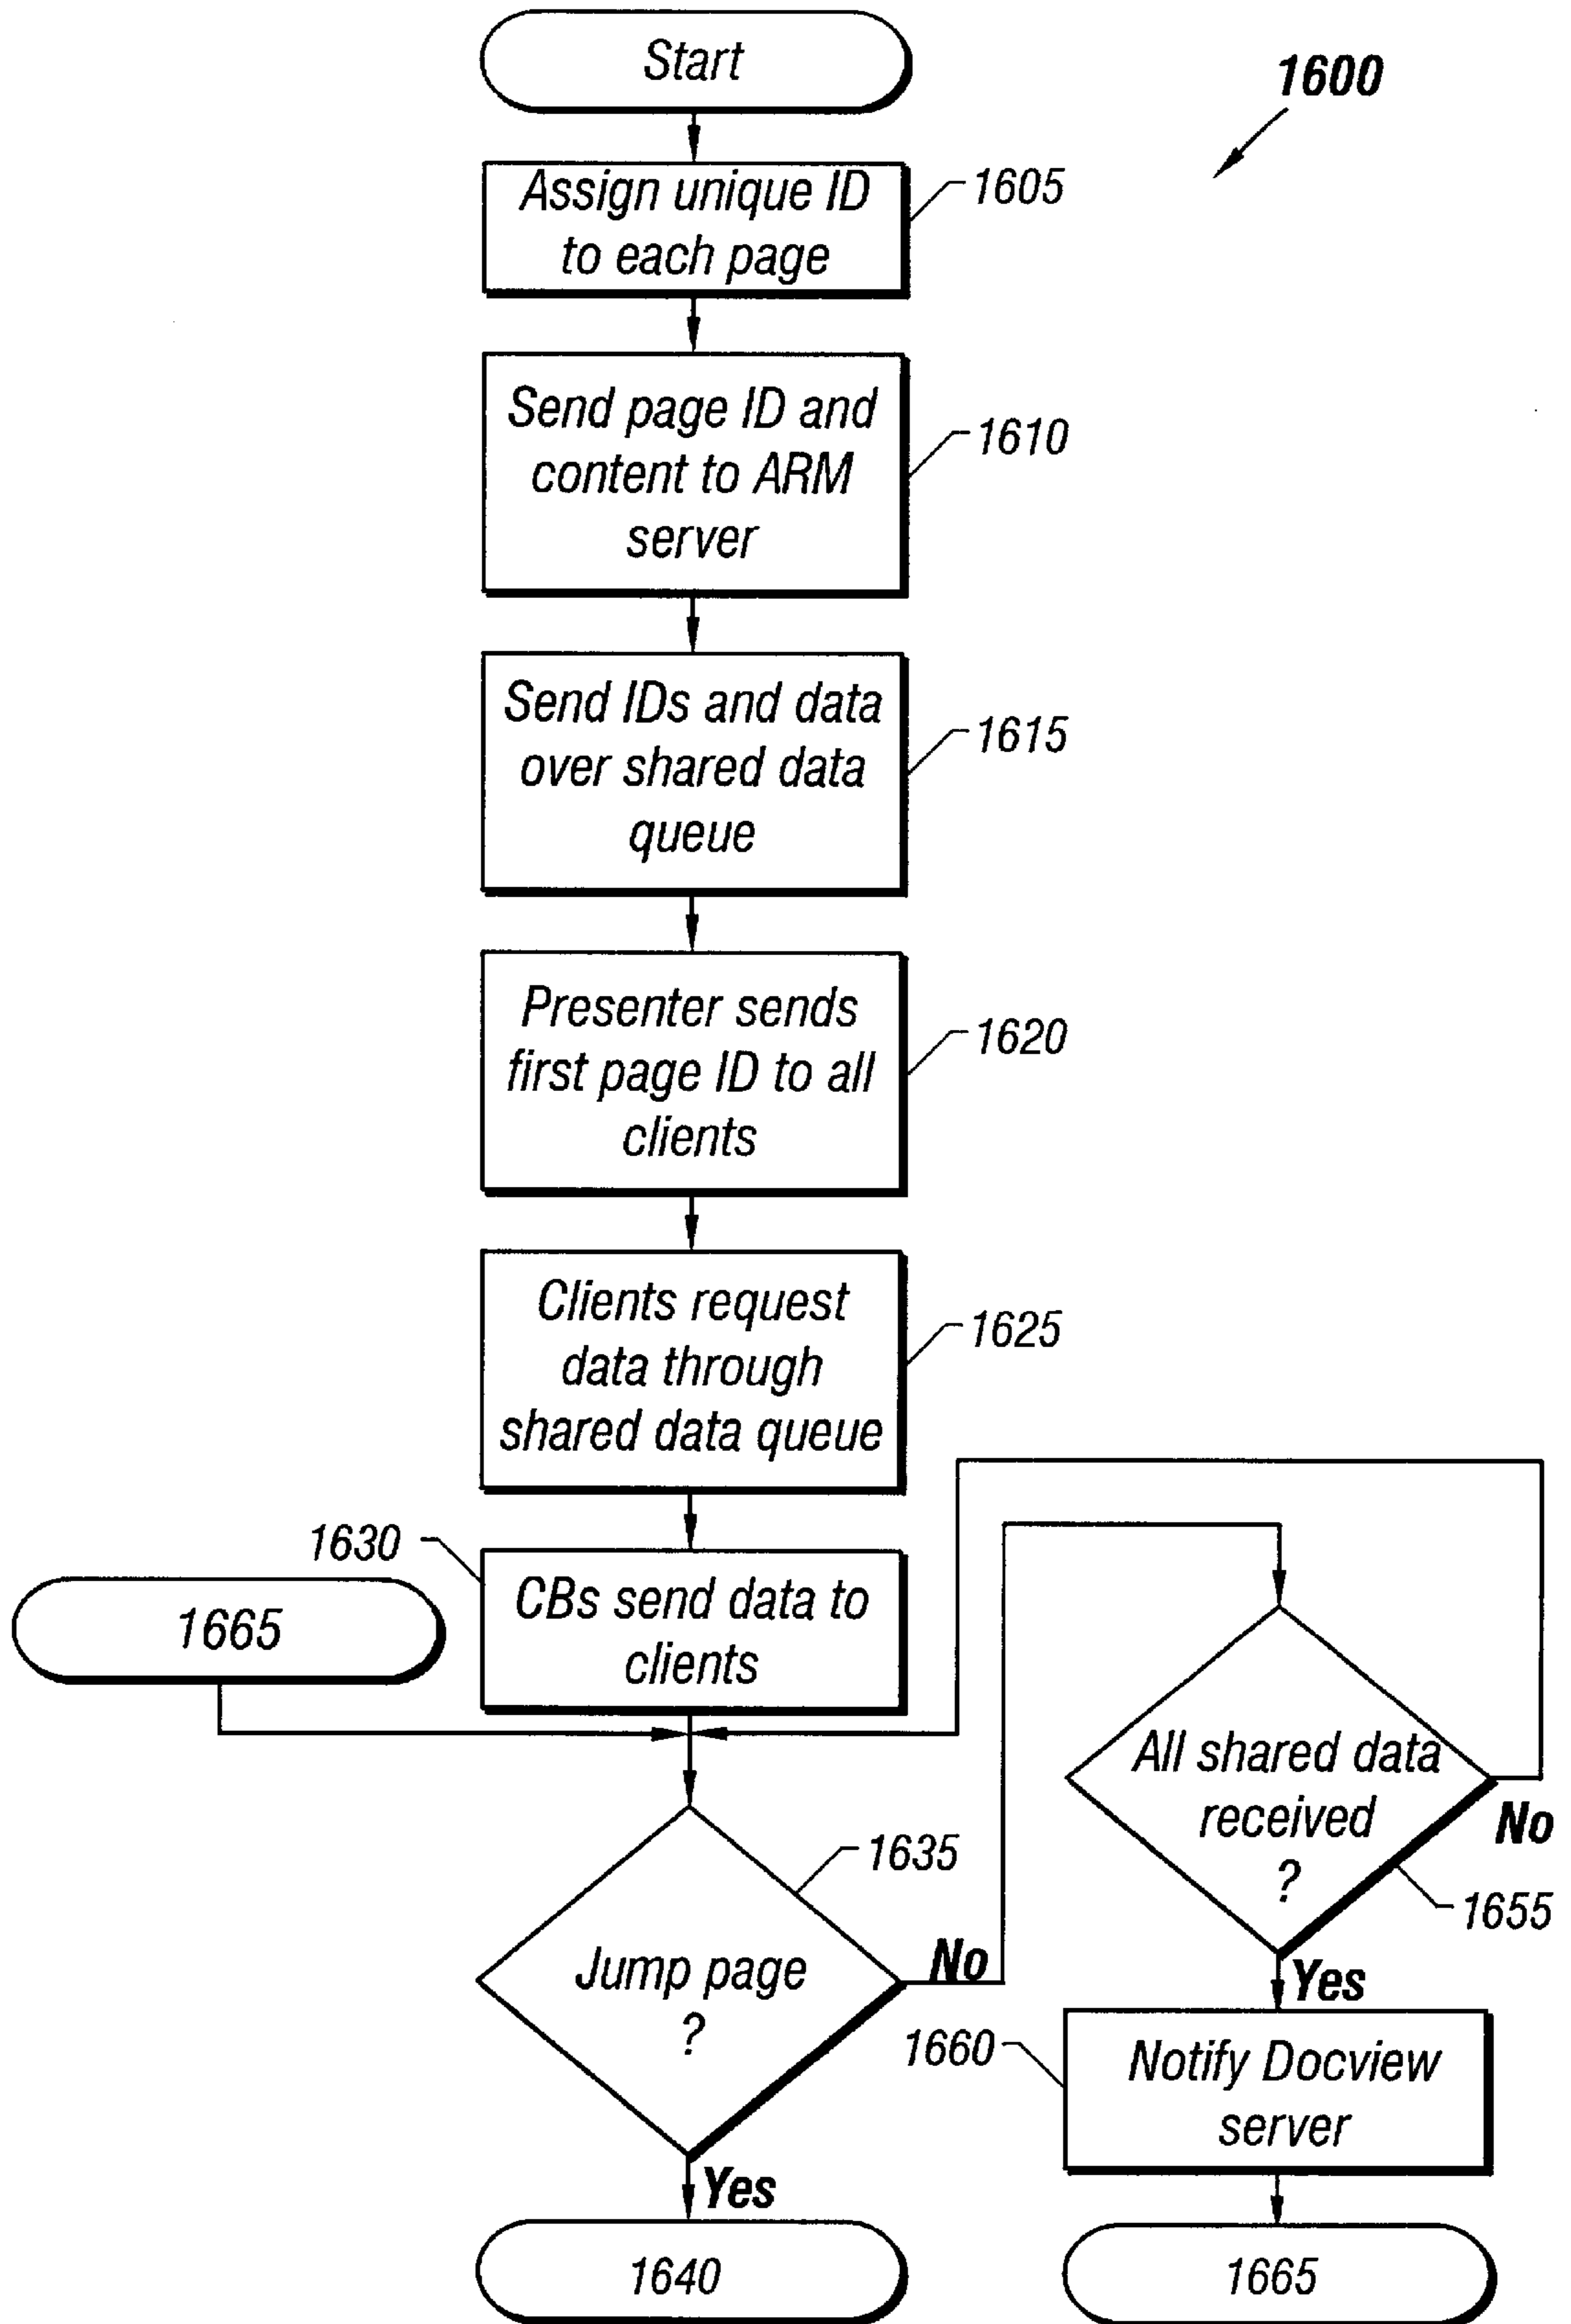 Start
1600
Assign unique ID
to each page
1605
Send page ID and
content to ARM
server
1610
Send IDs and data
over shared data
queue
1615
Presenter sends
first page ID to all
clients
1620
Clients request
data through
shared data queue
1625
1630
CBs send data to
clients
1665
All shared data
received
?
No
1655
1635
Jump page
?
No
Yes
1660
Notify Docview
server
Yes
1640
1665